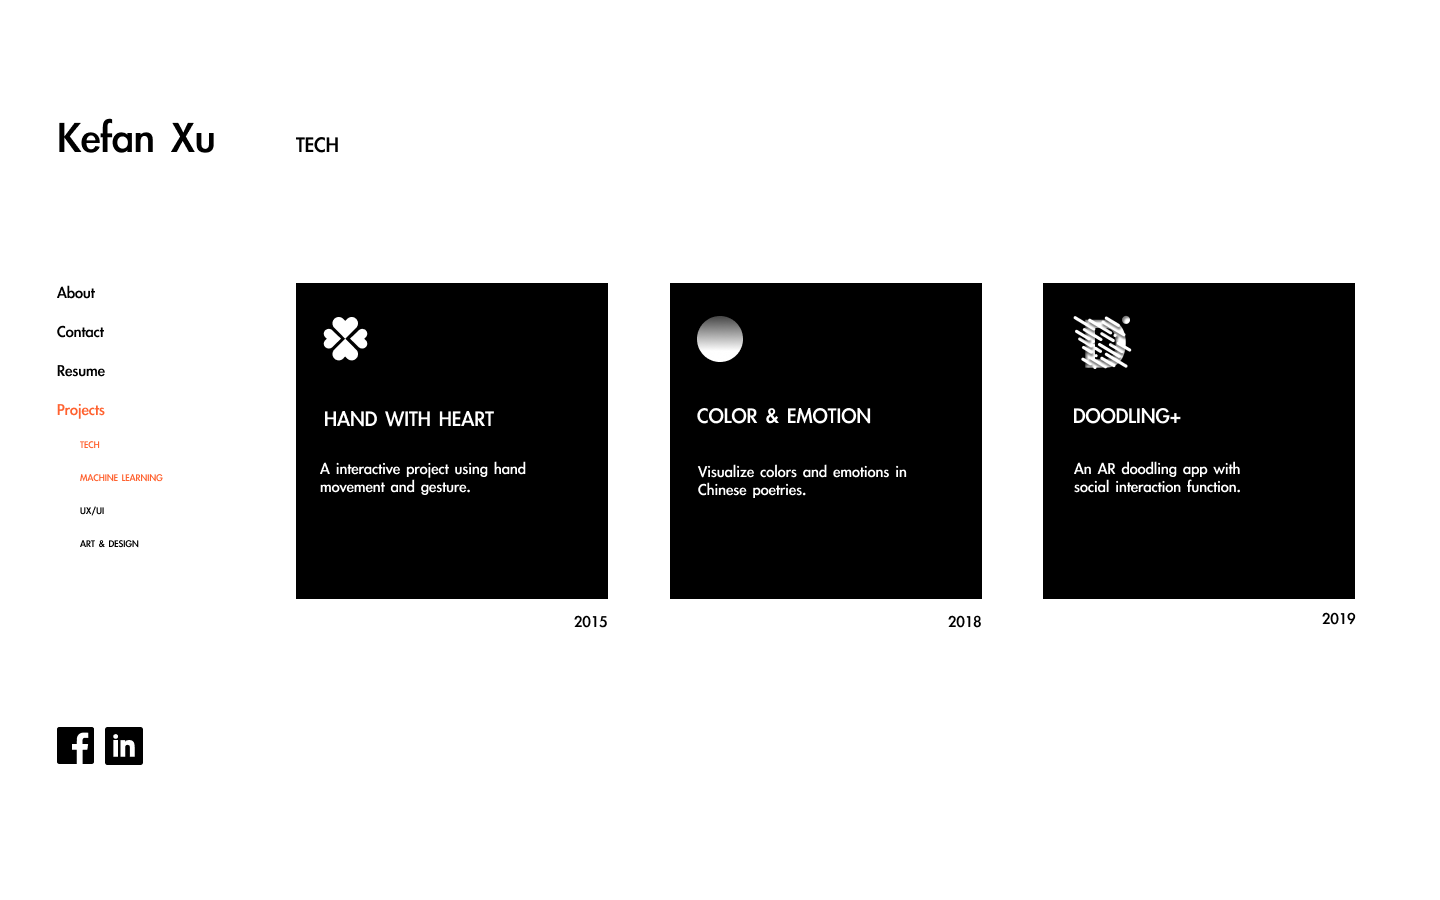 Kefan Xu
TECH
About
Contact
Resume
Projects
TECH
MACHINE LEARNING
UX/UI
ART & DESIGN
HAND WITH HEART
A interactive project using hand
movement and gesture.
2015
COLOR & EMOTION
Visualize colors and emotions in
Chinese poetries.
2018
DOODLING+
An AR doodling app with
social interaction function.
2019
f
in